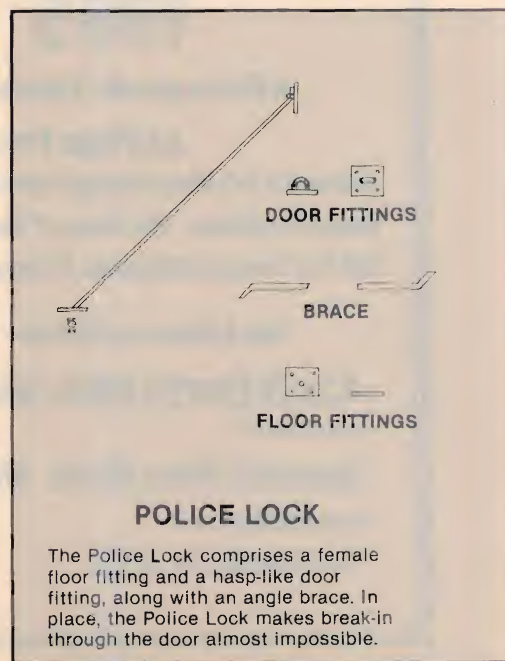 DOOR FITTINGS
BRACE
FLOOR FITTINGS
POLICE LOCK
The Police Lock comprises a female
floor fitting and a hasp-like door
fitting, along with an angle brace. In
place, the Police Lock makes break-in
through the door almost impossible.